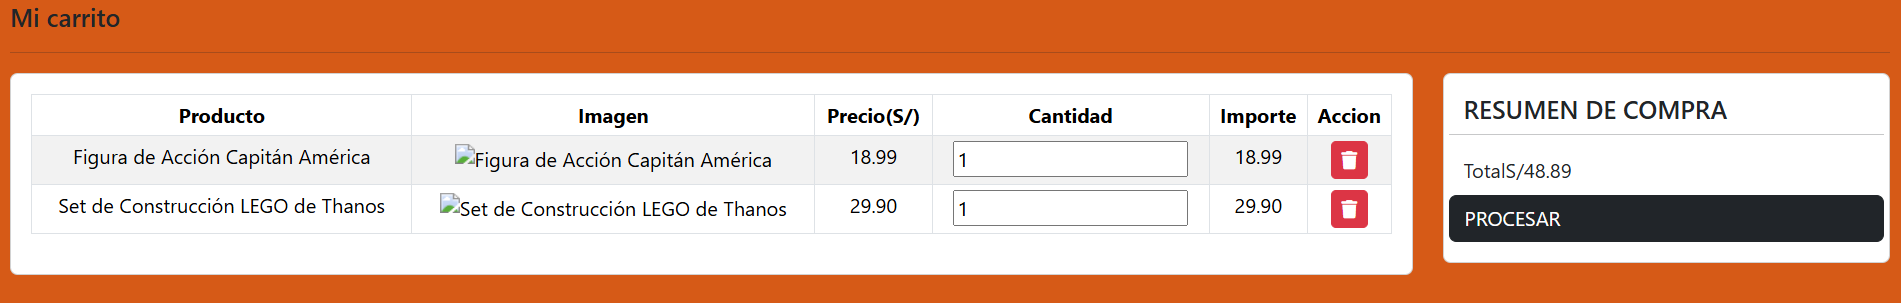 Mi carrito
Producto Imagen Precio(S/) Cantidad Importe Accion
Figura de Acción Capitán América Figura de Acción Capitán América 18.99 1 18.99
Set de Construcción LEGO de Thanos Set de Construcción LEGO de Thanos 29.90 1 29.90
RESUMEN DE COMPRA
TotalS/48.89
PROCESAR